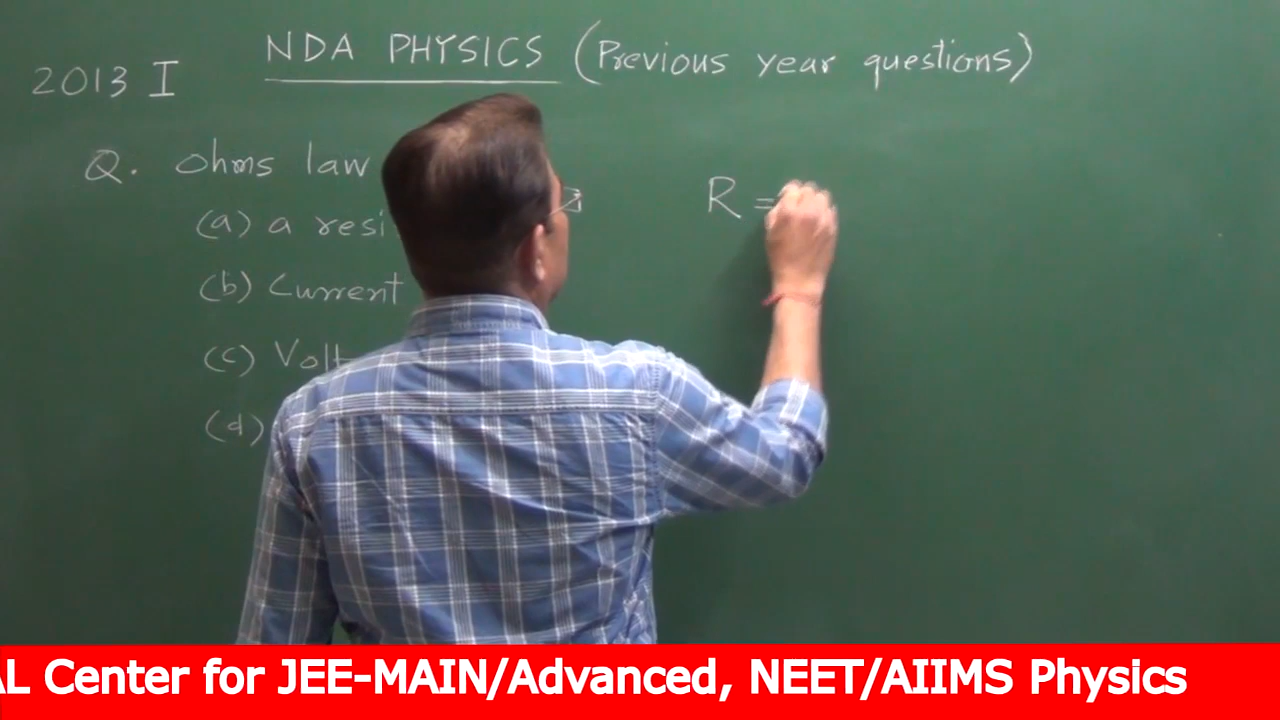 NDA PHYSICS (Previous year questions)
2013 I
Q. Ohms law
(a) a resi
(b) Current
(c) Volt
(d)
R =
AL Center for JEE-MAIN/Advanced, NEET/AIIMS Physics